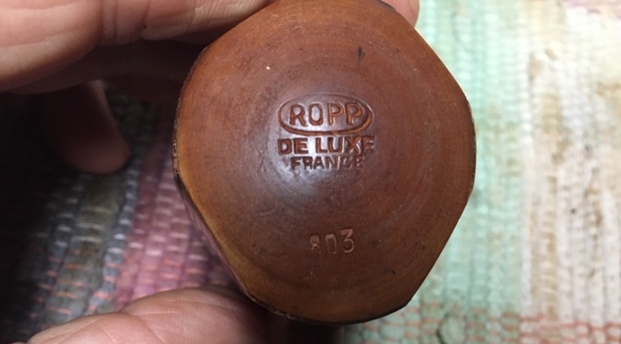 ROPP
DE LUXE
FRANCE
803